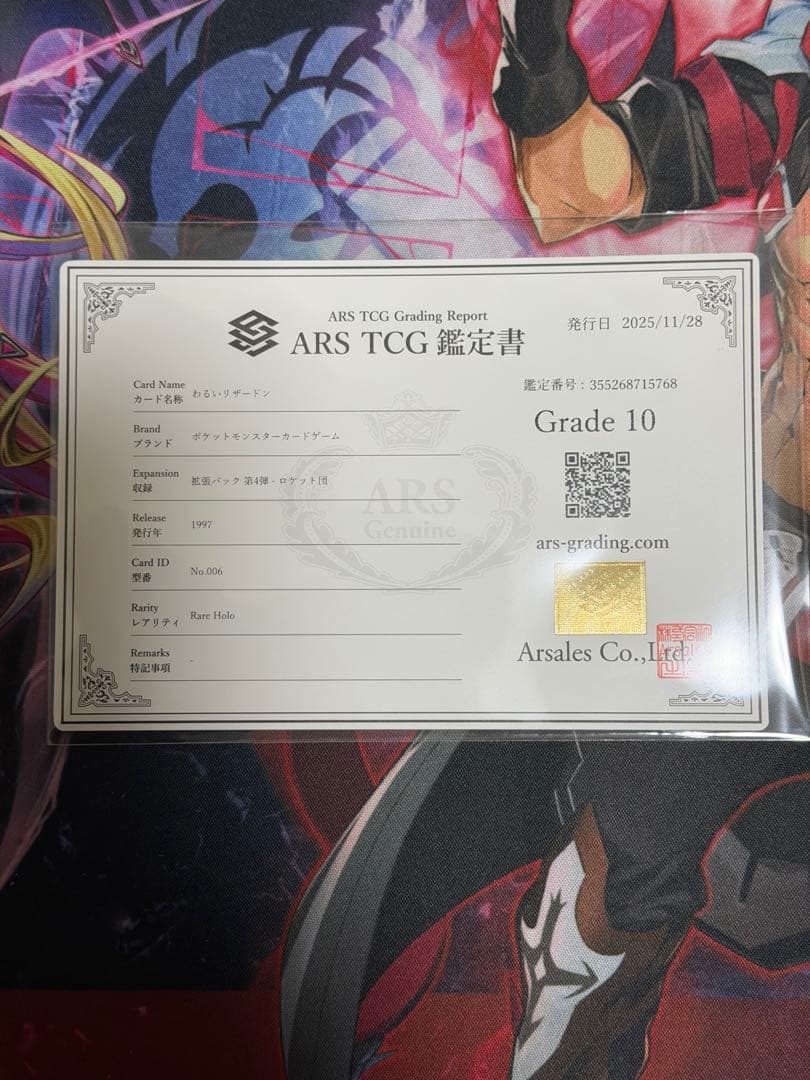 ARS TCG Grading Report
ARS TCG 鑑定書
発行日 2025/11/28
鑑定番号 : 355268715768
Grade 10
Card Name
カード名称 わるいリザードン
Brand
ブランド ポケットモンスターカードゲーム
Expansion
収録 拡張パック 第4弾 - ロケット団
Release
発行年 1997
Card ID
型番 No.006
Rarity
レアリティ Rare Holo
Remarks
特記事項 -
ARS
Genuine
ars-grading.com
Arsales Co.,Ltd.